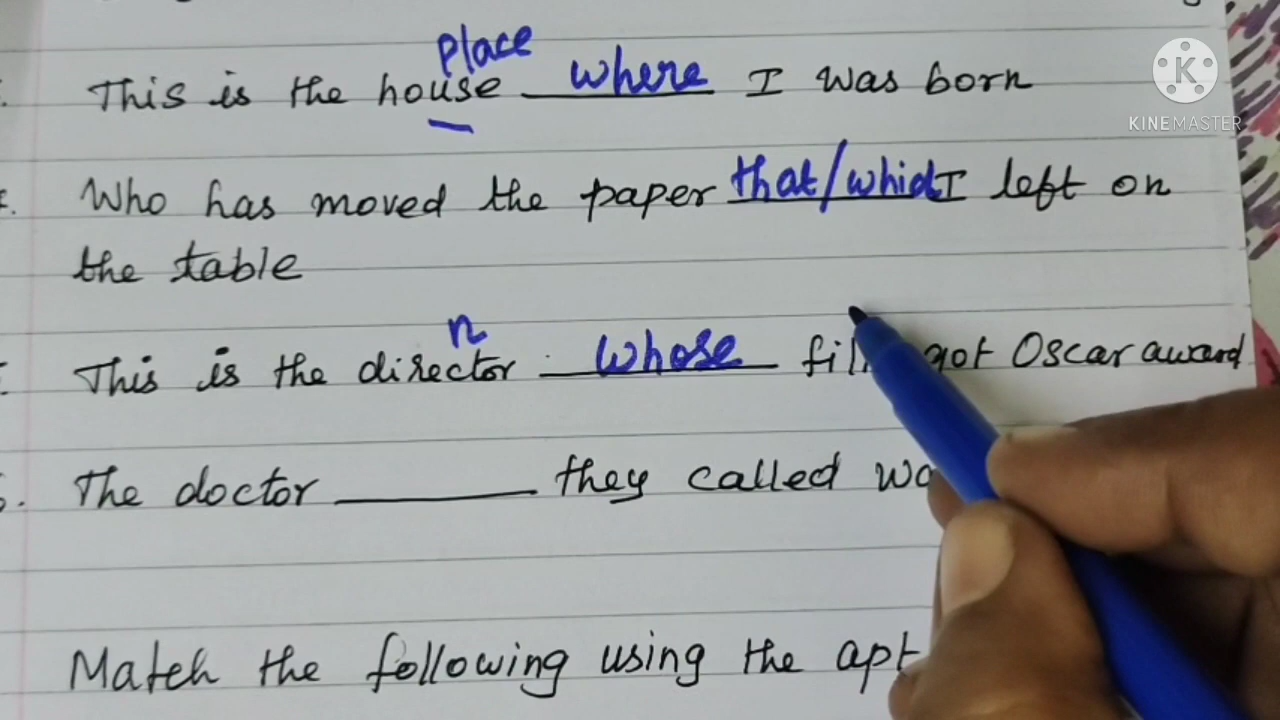 place
This is the house where I was born
KINEMASTER
Who has moved the paper that/which I left on
the table
n
This is the director whose film got Oscar award
The doctor ______ they called
Match the following using the apt